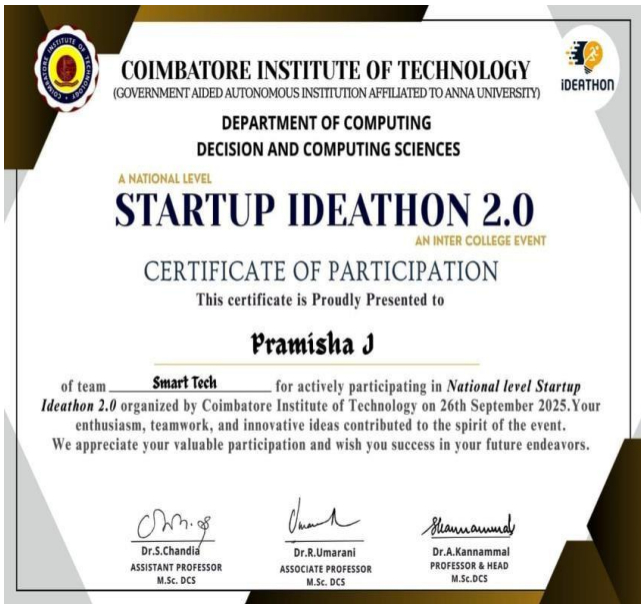 COIMBATORE INSTITUTE OF TECHNOLOGY
COIMBATORE INSTITUTE OF TECHNOLOGY
(GOVERNMENT AIDED AUTONOMOUS INSTITUTION AFFILIATED TO ANNA UNIVERSITY)
iDEATHON
DEPARTMENT OF COMPUTING
DECISION AND COMPUTING SCIENCES
A NATIONAL LEVEL
STARTUP IDEATHON 2.0
AN INTER COLLEGE EVENT
CERTIFICATE OF PARTICIPATION
This certificate is Proudly Presented to
Pramisha J
of team Smart Tech for actively participating in National level Startup
Ideathon 2.0 organized by Coimbatore Institute of Technology on 26th September 2025.Your
enthusiasm, teamwork, and innovative ideas contributed to the spirit of the event.
We appreciate your valuable participation and wish you success in your future endeavors.
Dr.S.Chandia
ASSISTANT PROFESSOR
M.Sc. DCS
Dr.R.Umarani
ASSOCIATE PROFESSOR
M.Sc. DCS
Dr.A.Kannammal
PROFESSOR & HEAD
M.Sc.DCS